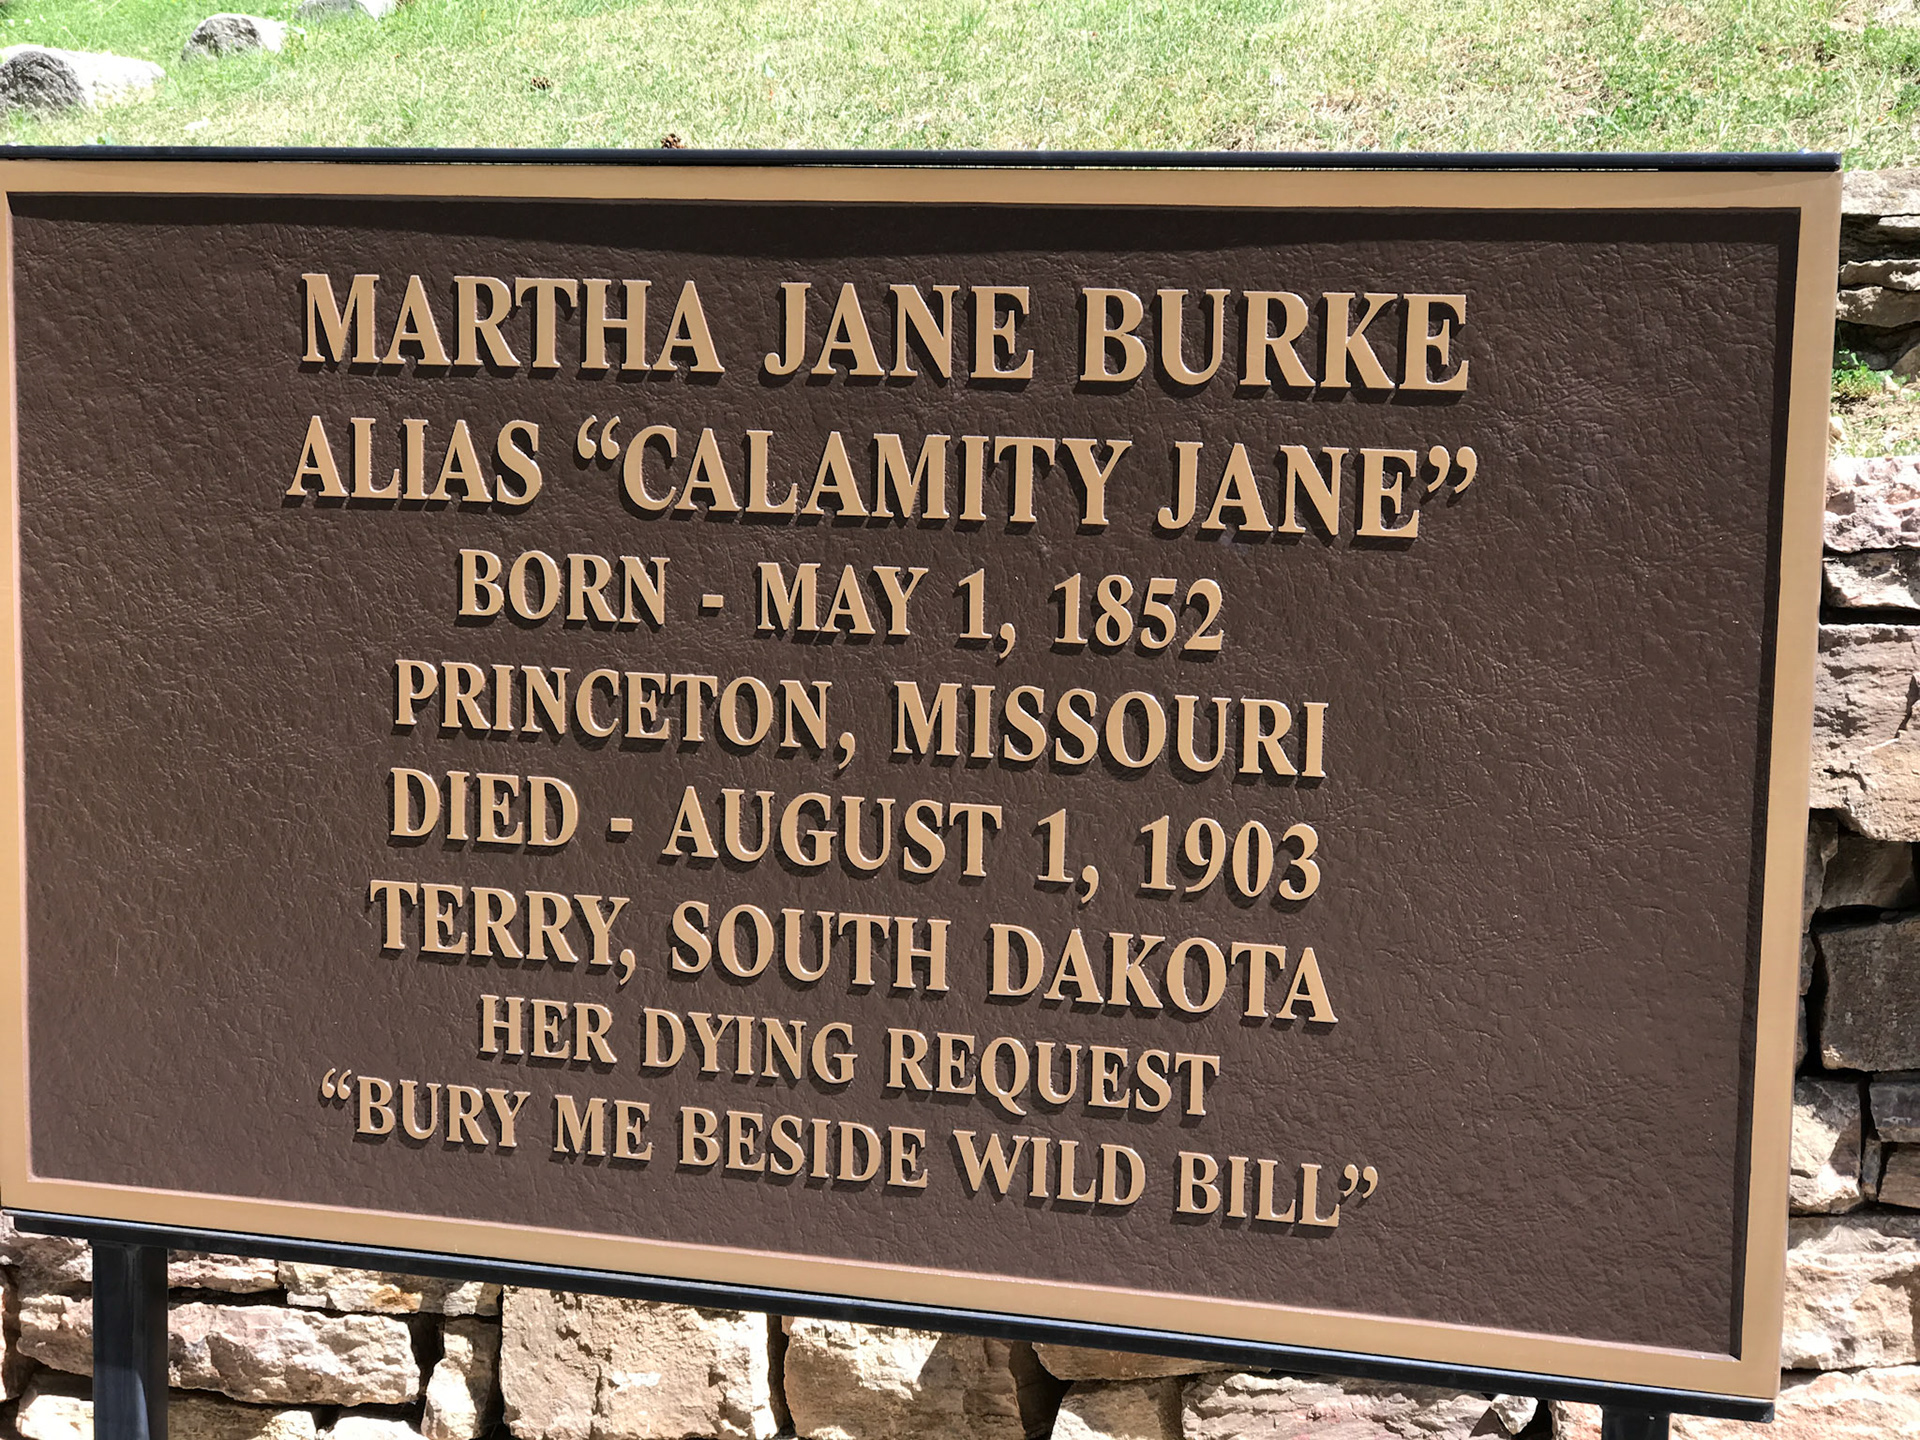 MARTHA JANE BURKE
ALIAS “CALAMITY JANE”
BORN - MAY 1, 1852
PRINCETON, MISSOURI
DIED - AUGUST 1, 1903
TERRY, SOUTH DAKOTA
HER DYING REQUEST
“BURY ME BESIDE WILD BILL”